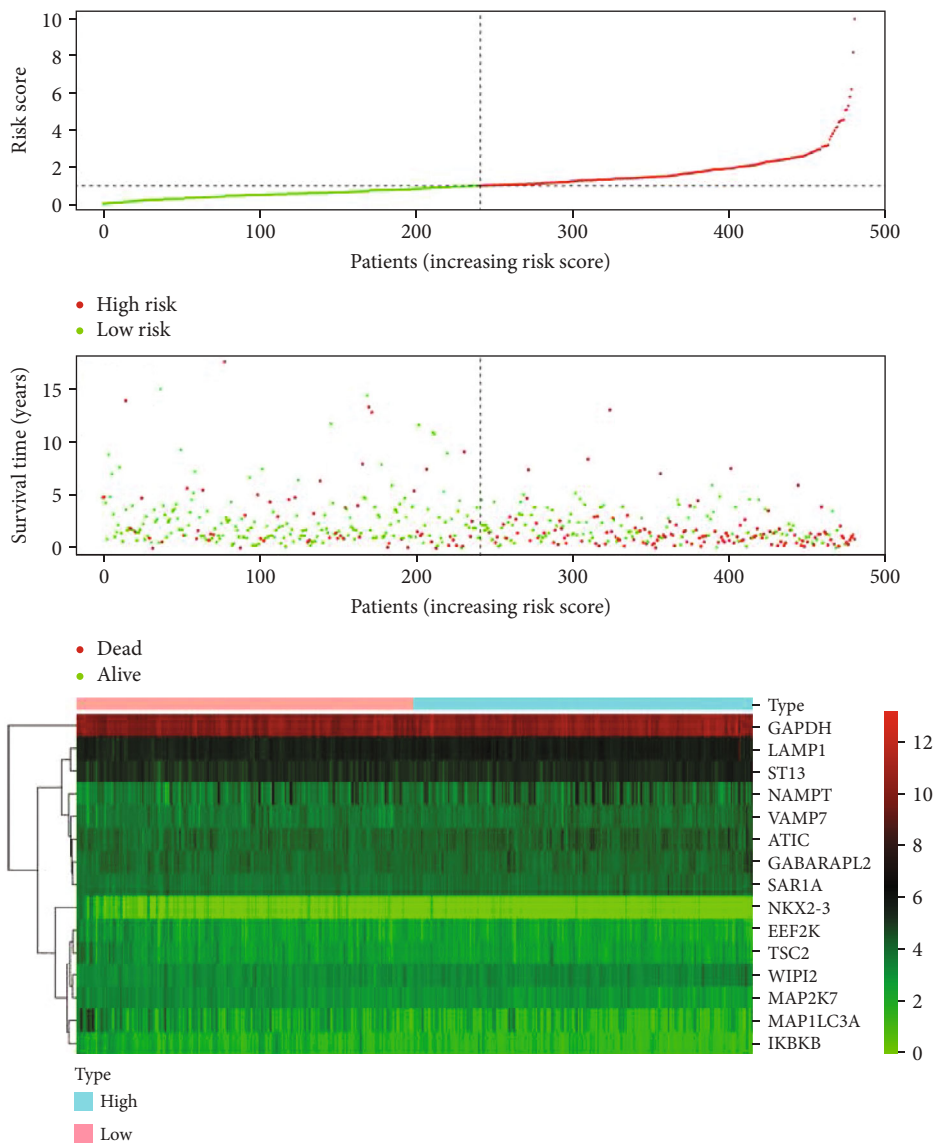 Risk score
10
8
6
4
2
0
0 100 200 300 400 500
Patients (increasing risk score)
High risk
Low risk
Survival time (years)
15
10
5
0
0 100 200 300 400 500
Patients (increasing risk score)
Dead
Alive
Type
GAPDH
LAMP1
ST13
NAMPT
VAMP7
ATIC
GABARAPL2
SAR1A
NKX2-3
EEF2K
TSC2
WIPI2
MAP2K7
MAP1LC3A
IKBKB
12
10
8
6
4
2
0
Type
High
Low